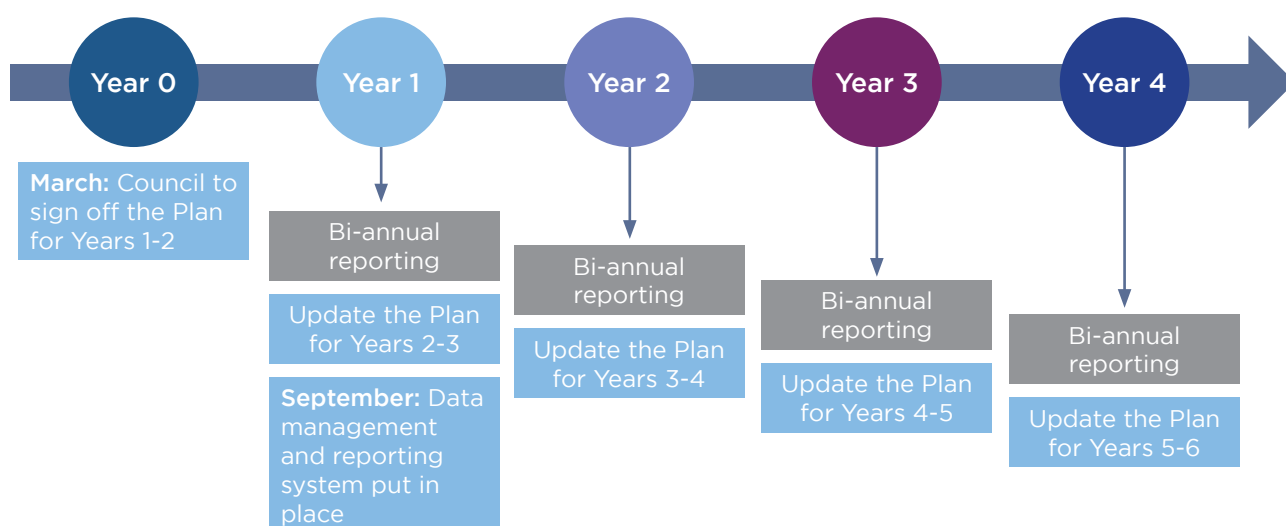 Year 0
Year 1
Year 2
Year 3
Year 4
March: Council to
sign off the Plan
for Years 1-2
Bi-annual
reporting
Update the Plan
for Years 2-3
September: Data
management
and reporting
system put in
place
Bi-annual
reporting
Update the Plan
for Years 3-4
Bi-annual
reporting
Update the Plan
for Years 4-5
Bi-annual
reporting
Update the Plan
for Years 5-6